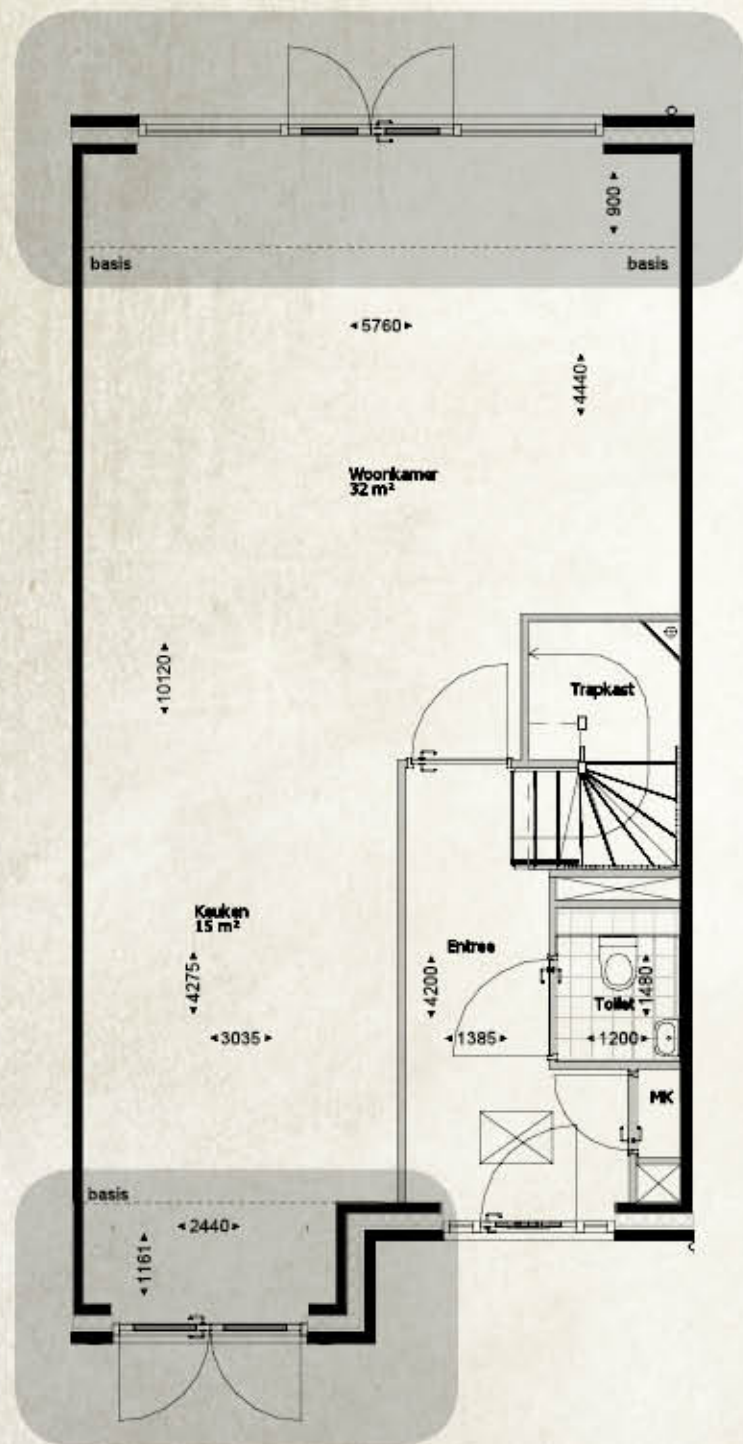 900
basis
basis
5760
4440
Woonkamer
32 m²
10120
Trapkast
Keuken
15 m²
Entree
4275
4200
1480
Toilet
3035
1385
1200
MK
basis
2440
1161